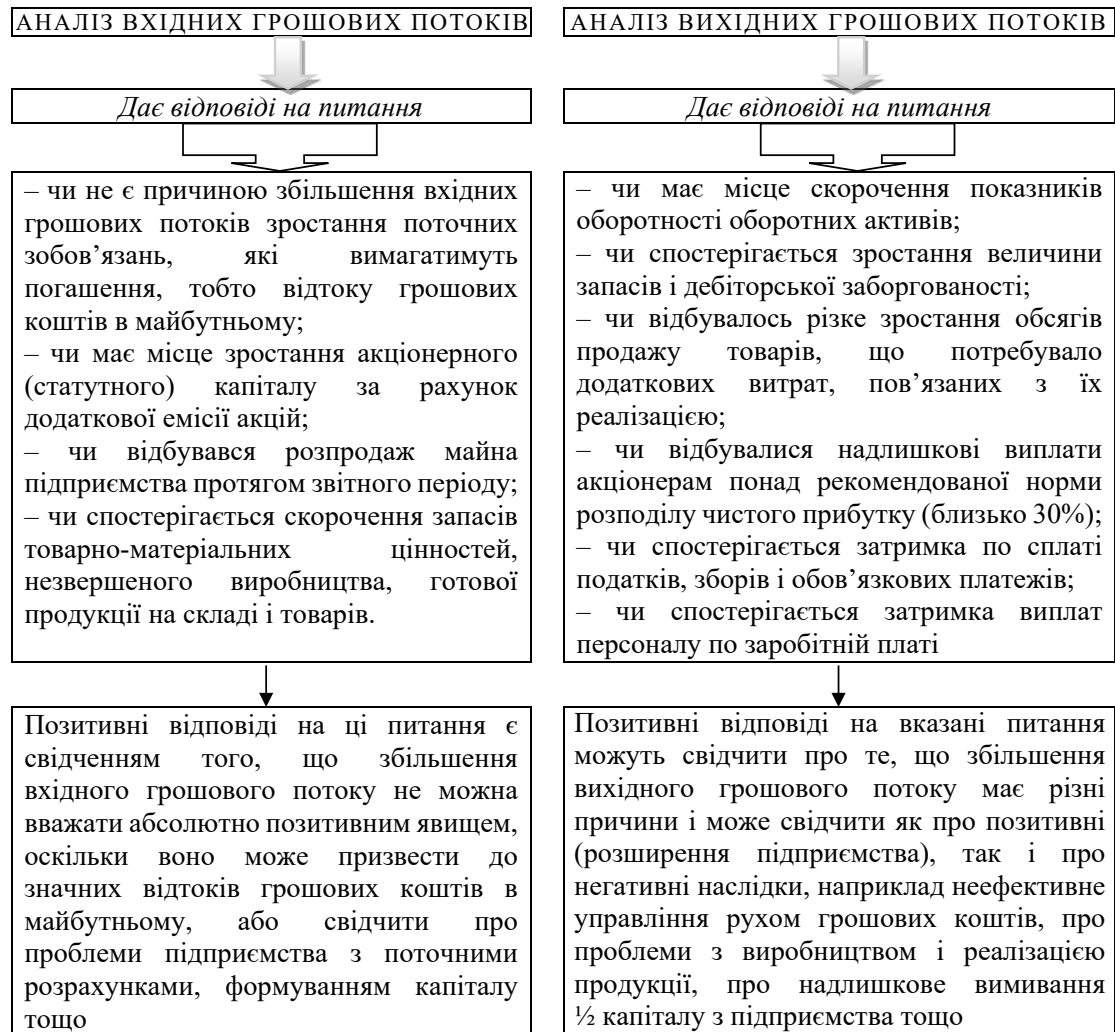 АНАЛІЗ ВХІДНИХ ГРОШОВИХ ПОТОКІВ
Дає відповіді на питання
– чи не є причиною збільшення вхідних
грошових потоків зростання поточних
зобов’язань, які вимагатимуть
погашення, тобто відтоку грошових
коштів в майбутньому;
– чи має місце зростання акціонерного
(статутного) капіталу за рахунок
додаткової емісії акцій;
– чи відбувався розпродаж майна
підприємства протягом звітного періоду;
– чи спостерігається скорочення запасів
товарно-матеріальних цінностей,
незвершеного виробництва, готової
продукції на складі і товарів.
Позитивні відповіді на ці питання є
свідченням того, що збільшення
вхідного грошового потоку не можна
вважати абсолютно позитивним явищем,
оскільки воно може призвести до
значних відтоків грошових коштів в
майбутньому, або свідчити про
проблеми підприємства з поточними
розрахунками, формуванням капіталу
тощо
АНАЛІЗ ВИХІДНИХ ГРОШОВИХ ПОТОКІВ
Дає відповіді на питання
– чи має місце скорочення показників
оборотності оборотних активів;
– чи спостерігається зростання величини
запасів і дебіторської заборгованості;
– чи відбувалось різке зростання обсягів
продажу товарів, що потребувало
додаткових витрат, пов’язаних з їх
реалізацією;
– чи відбувалися надлишкові виплати
акціонерам понад рекомендованої норми
розподілу чистого прибутку (близько 30%);
– чи спостерігається затримка по сплаті
податків, зборів і обов’язкових платежів;
– чи спостерігається затримка виплат
персоналу по заробітній платі
Позитивні відповіді на вказані питання
можуть свідчити про те, що збільшення
вихідного грошового потоку має різні
причини і може свідчити як про позитивні
(розширення підприємства), так і про
негативні наслідки, наприклад неефективне
управління рухом грошових коштів, про
проблеми з виробництвом і реалізацією
продукції, про надлишкове вимивання
½ капіталу з підприємства тощо